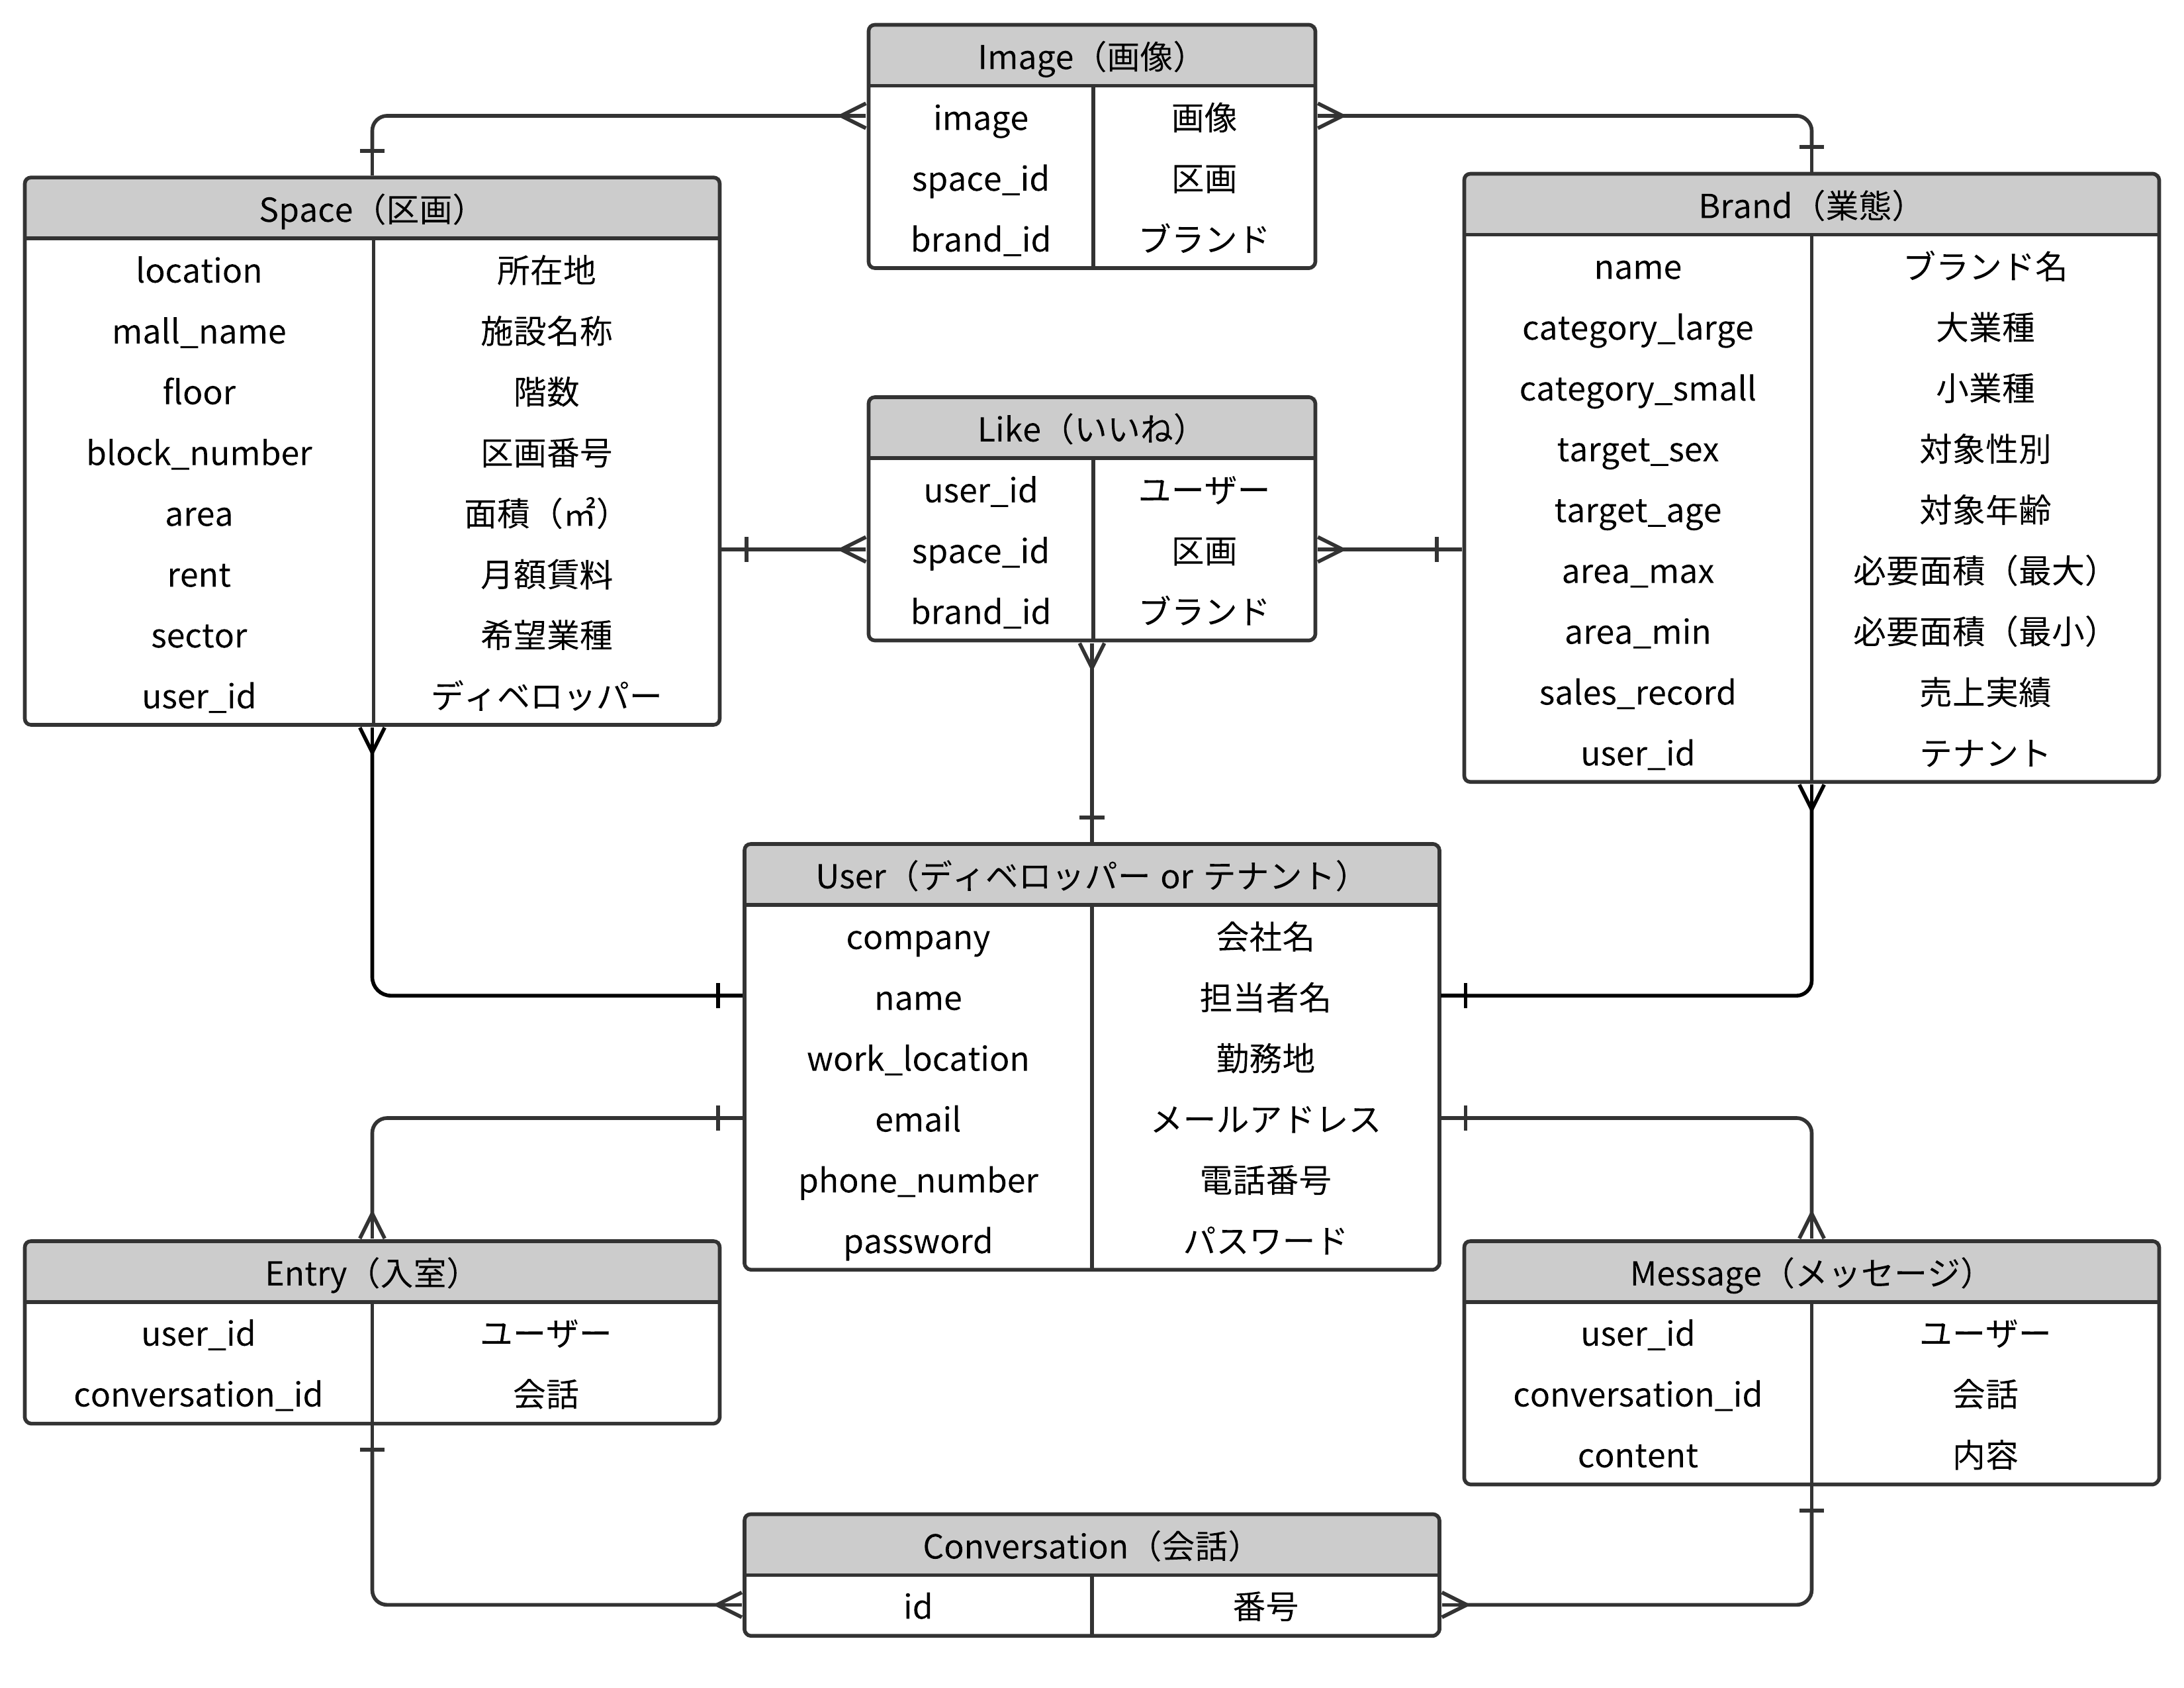 Image（画像）
image 画像
space_id 区画
brand_id ブランド
Space（区画）
location 所在地
mall_name 施設名称
floor 階数
block_number 区画番号
area 面積（㎡）
rent 月額賃料
sector 希望業種
user_id ディベロッパー
Like（いいね）
user_id ユーザー
space_id 区画
brand_id ブランド
Brand（業態）
name ブランド名
category_large 大業種
category_small 小業種
target_sex 対象性別
target_age 対象年齢
area_max 必要面積（最大）
area_min 必要面積（最小）
sales_record 売上実績
user_id テナント
User（ディベロッパー or テナント）
company 会社名
name 担当者名
work_location 勤務地
email メールアドレス
phone_number 電話番号
password パスワード
Entry（入室）
user_id ユーザー
conversation_id 会話
Message（メッセージ）
user_id ユーザー
conversation_id 会話
content 内容
Conversation（会話）
id 番号